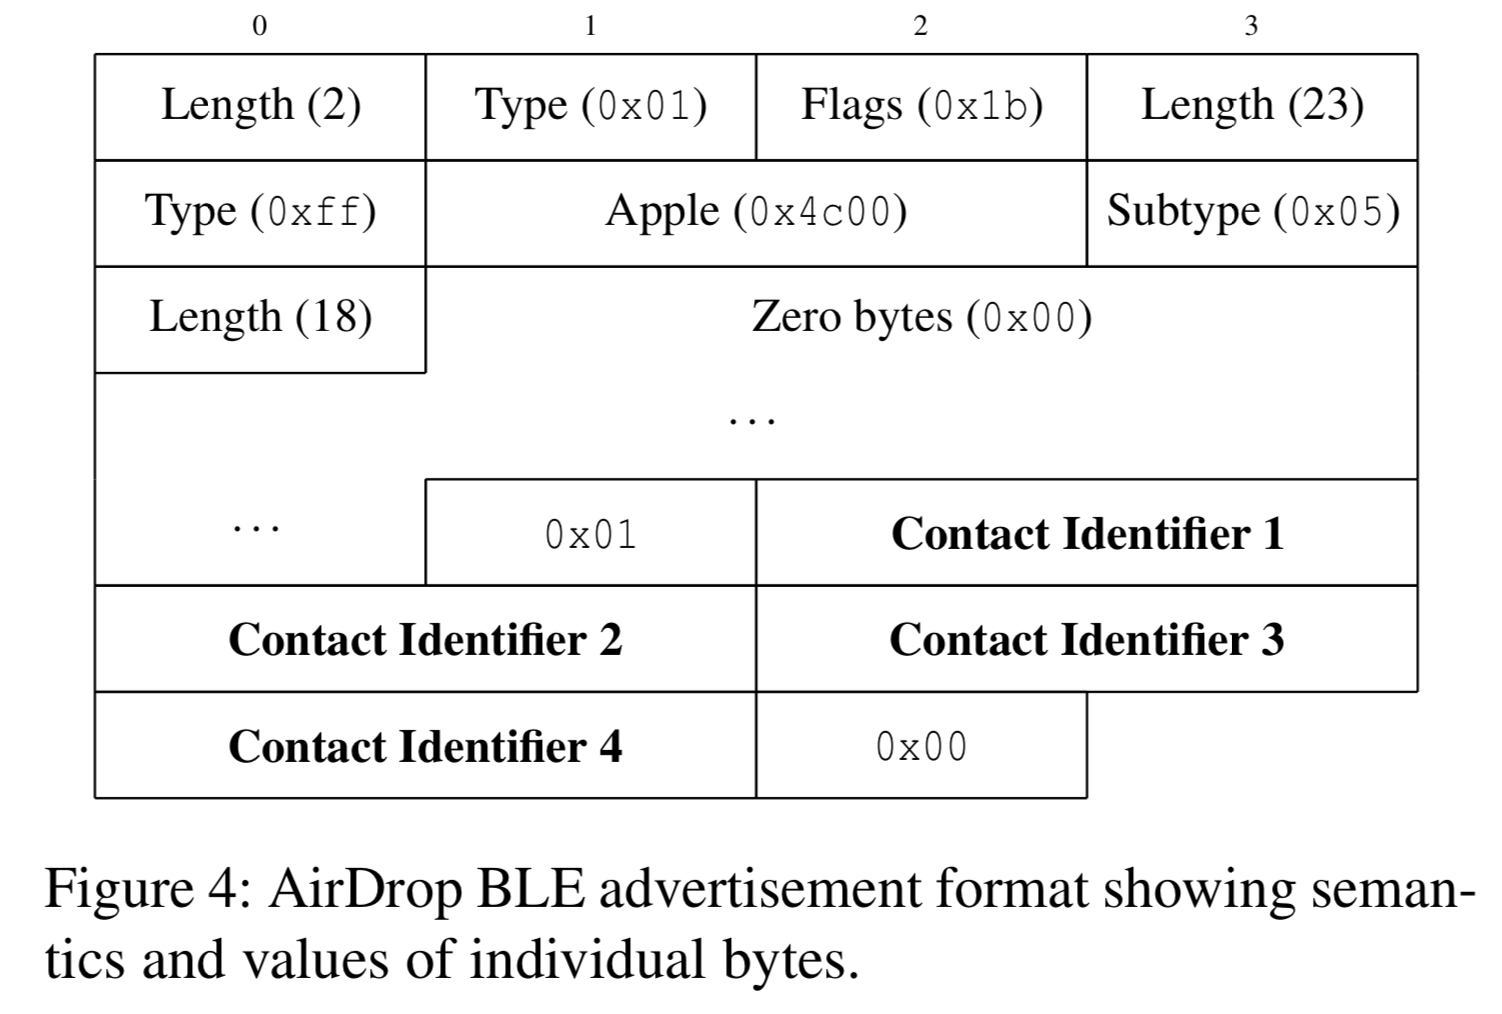 0 1 2 3
Length (2) Type (0x01) Flags (0x1b) Length (23)
Type (0xff) Apple (0x4c00) Subtype (0x05)
Length (18) Zero bytes (0x00)
...
... 0x01 Contact Identifier 1
Contact Identifier 2 Contact Identifier 3
Contact Identifier 4 0x00
Figure 4: AirDrop BLE advertisement format showing seman-
tics and values of individual bytes.